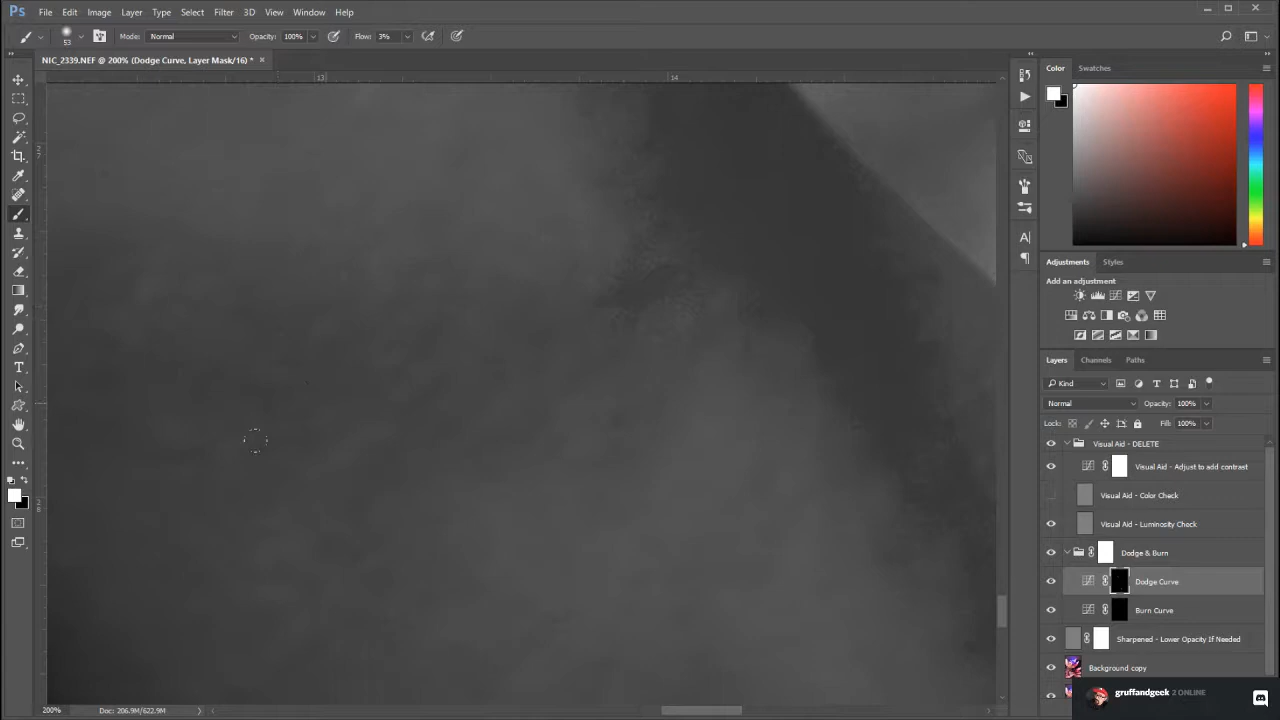 Ps File Edit Image Layer Type Select Filter 3D View Window Help
53 Mode: Normal Opacity: 100% Flow: 3%
NIC_2339.NEF @ 200% (Dodge Curve, Layer Mask/16) * ×
13 14
Color Swatches
Adjustments Styles
Add an adjustment
Layers Channels Paths
Kind
Normal Opacity: 100%
Lock: Fill: 100%
Visual Aid - DELETE
Visual Aid - Adjust to add contrast
Visual Aid - Color Check
Visual Aid - Luminosity Check
Dodge & Burn
Dodge Curve
Burn Curve
Sharpened - Lower Opacity If Needed
Background copy
gruffandgeek 2 ONLINE
200% Doc: 206.9M/622.9M